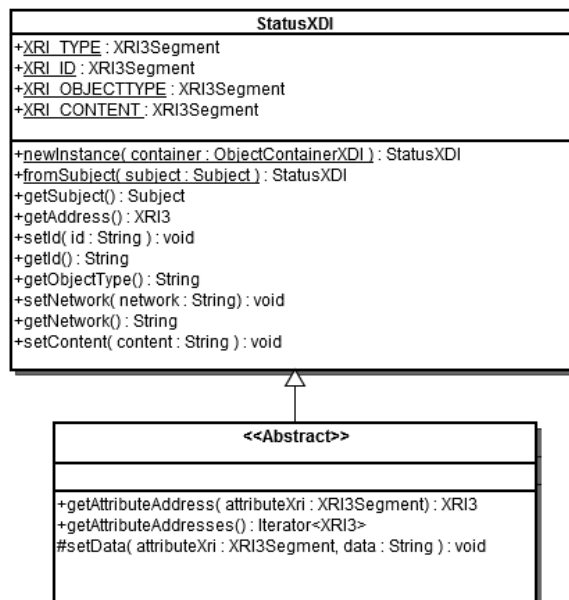 StatusXDI
+XRI_TYPE : XRI3Segment
+XRI_ID : XRI3Segment
+XRI_OBJECTTYPE : XRI3Segment
+XRI_CONTENT : XRI3Segment
+newInstance( container : ObjectContainerXDI ) : StatusXDI
+fromSubject( subject : Subject ) : StatusXDI
+getSubject() : Subject
+getAddress() : XRI3
+setId( id : String ) : void
+getId() : String
+getObjectType() : String
+setNetwork( network : String) : void
+getNetwork() : String
+setContent( content : String ) : void
<<Abstract>>
+getAttributeAddress( attributeXri : XRI3Segment) : XRI3
+getAttributeAddresses() : Iterator<XRI3>
#setData( attributeXri : XRI3Segment, data : String ) : void